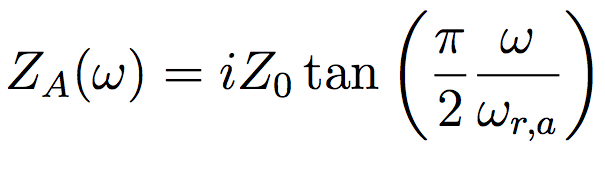 Z_A(ω) = iZ_0 tan (π/2 ω/ω_{r,a})